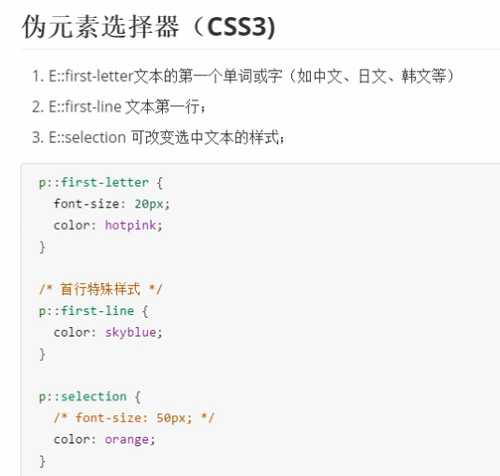 伪元素选择器（CSS3)
1. E::first-letter文本的第一个单词或字（如中文、日文、韩文等）
2. E::first-line 文本第一行；
3. E::selection 可改变选中文本的样式；
p::first-letter {
  font-size: 20px;
  color: hotpink;
}
/* 首行特殊样式 */
p::first-line {
  color: skyblue;
}
p::selection {
  /* font-size: 50px; */
  color: orange;
}